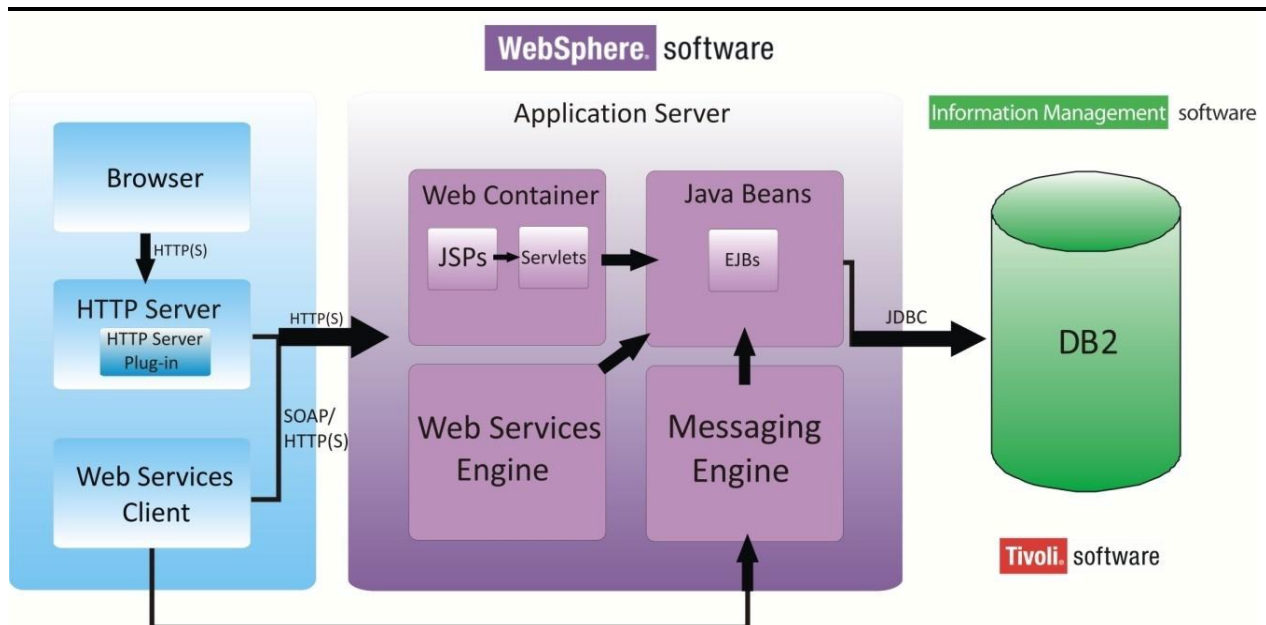 WebSphere. software
Application Server
Information Management software
Browser
HTTP(S)
HTTP Server
HTTP Server
Plug-in
HTTP(S)
SOAP/
HTTP(S)
Web Services
Client
Web Container
JSPs
Servlets
Java Beans
EJBs
Web Services
Engine
Messaging
Engine
JDBC
DB2
Tivoli. software